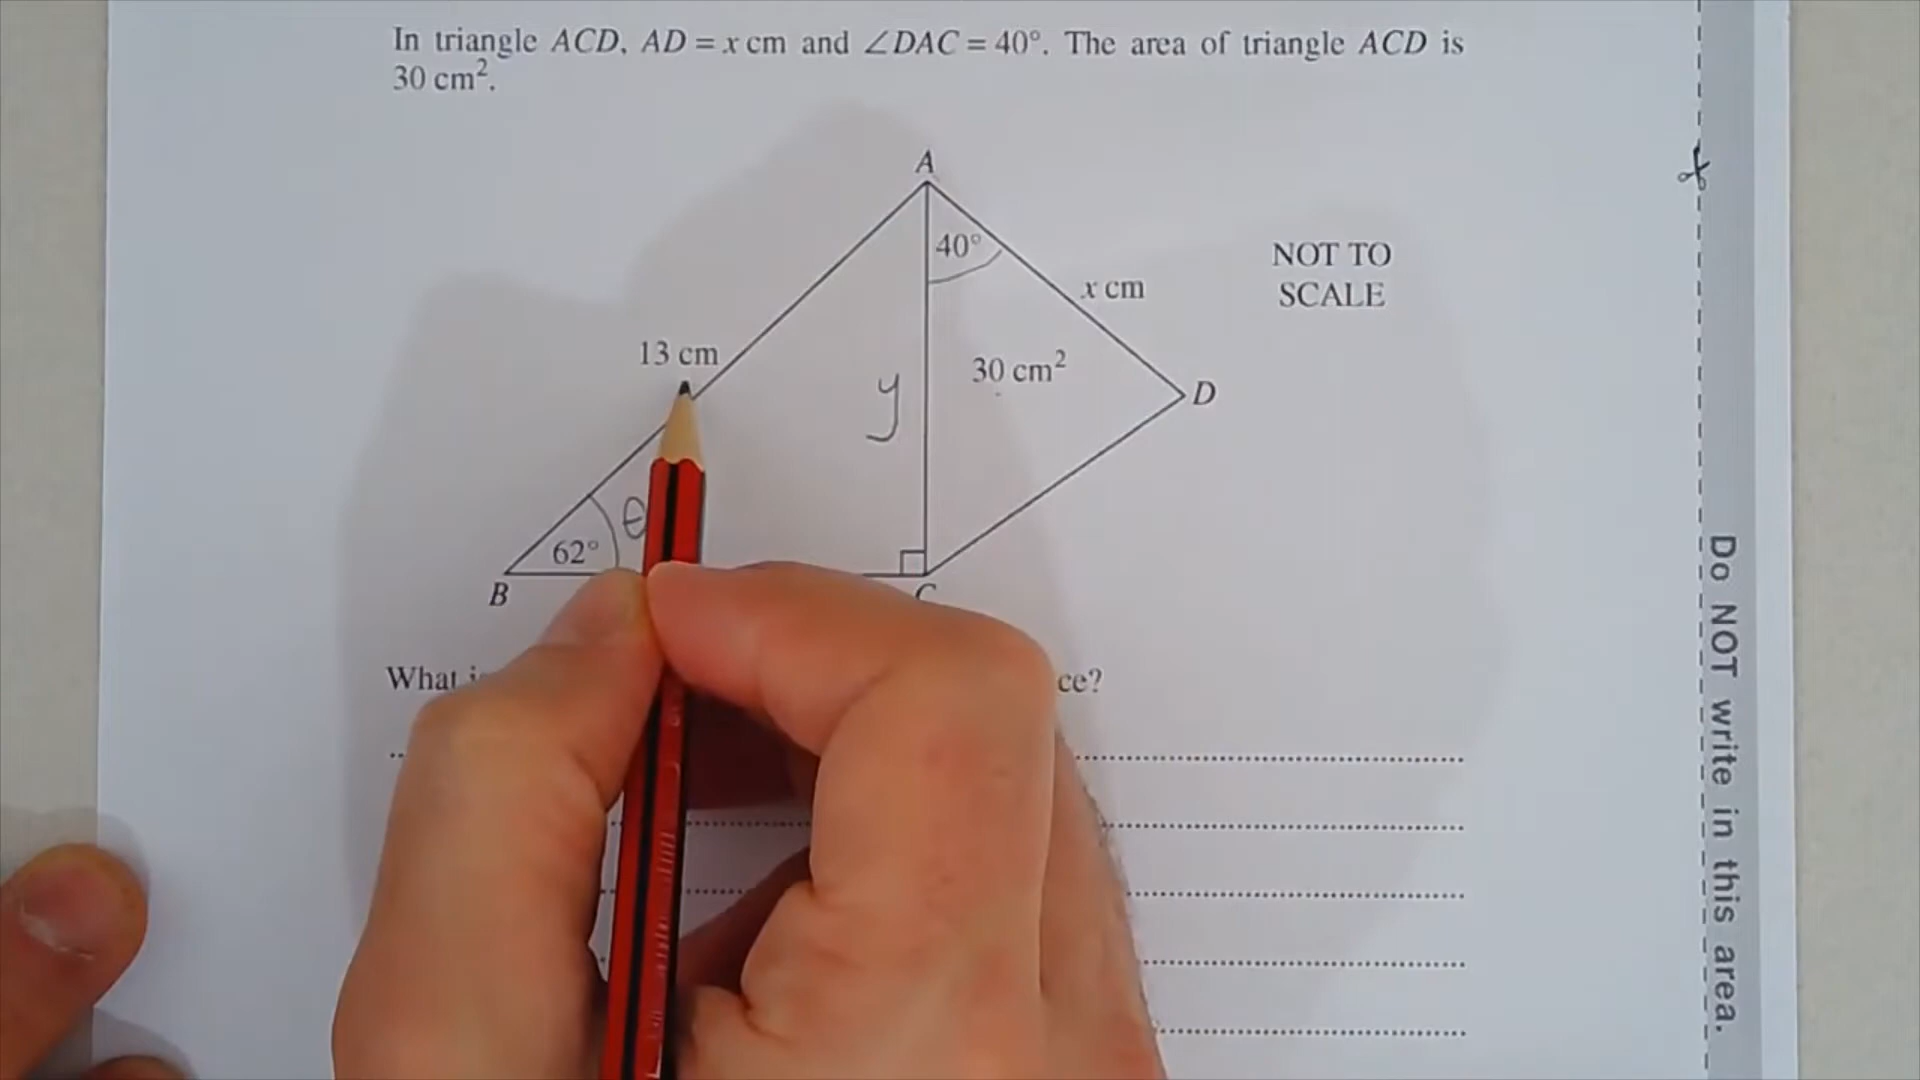 In triangle ACD, AD = x cm and ∠DAC = 40°. The area of triangle ACD is
30 cm².
A
40°
x cm
NOT TO
SCALE
13 cm
30 cm²
y
D
θ
62°
B
C
What
ce?
Do NOT write in this area.